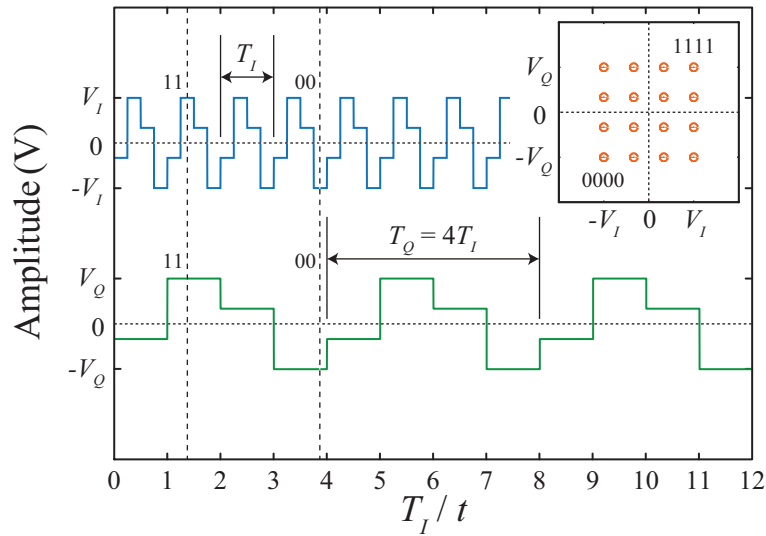 Amplitude (V)
V_I
0
-V_I
V_Q
0
-V_Q
11
T_I
00
11
00
T_Q = 4T_I
0 1 2 3 4 5 6 7 8 9 10 11 12
T_I / t
1111
V_Q
0
-V_Q
0000
-V_I 0 V_I